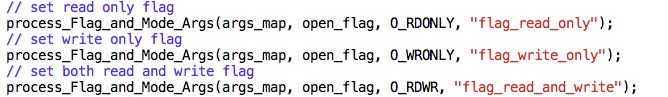 // set read only flag
process_Flag_and_Mode_Args(args_map, open_flag, O_RDONLY, "flag_read_only");
// set write only flag
process_Flag_and_Mode_Args(args_map, open_flag, O_WRONLY, "flag_write_only");
// set both read and write flag
process_Flag_and_Mode_Args(args_map, open_flag, O_RDWR, "flag_read_and_write");